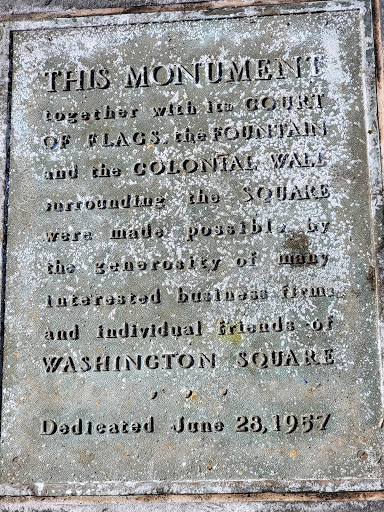 THIS MONUMENT
together with its COURT
OF FLAGS, the FOUNTAIN
and the COLONIAL WALL
surrounding the SQUARE
were made possible by
the generosity of many
interested business firms
and individual friends of
WASHINGTON SQUARE
Dedicated June 28, 1957